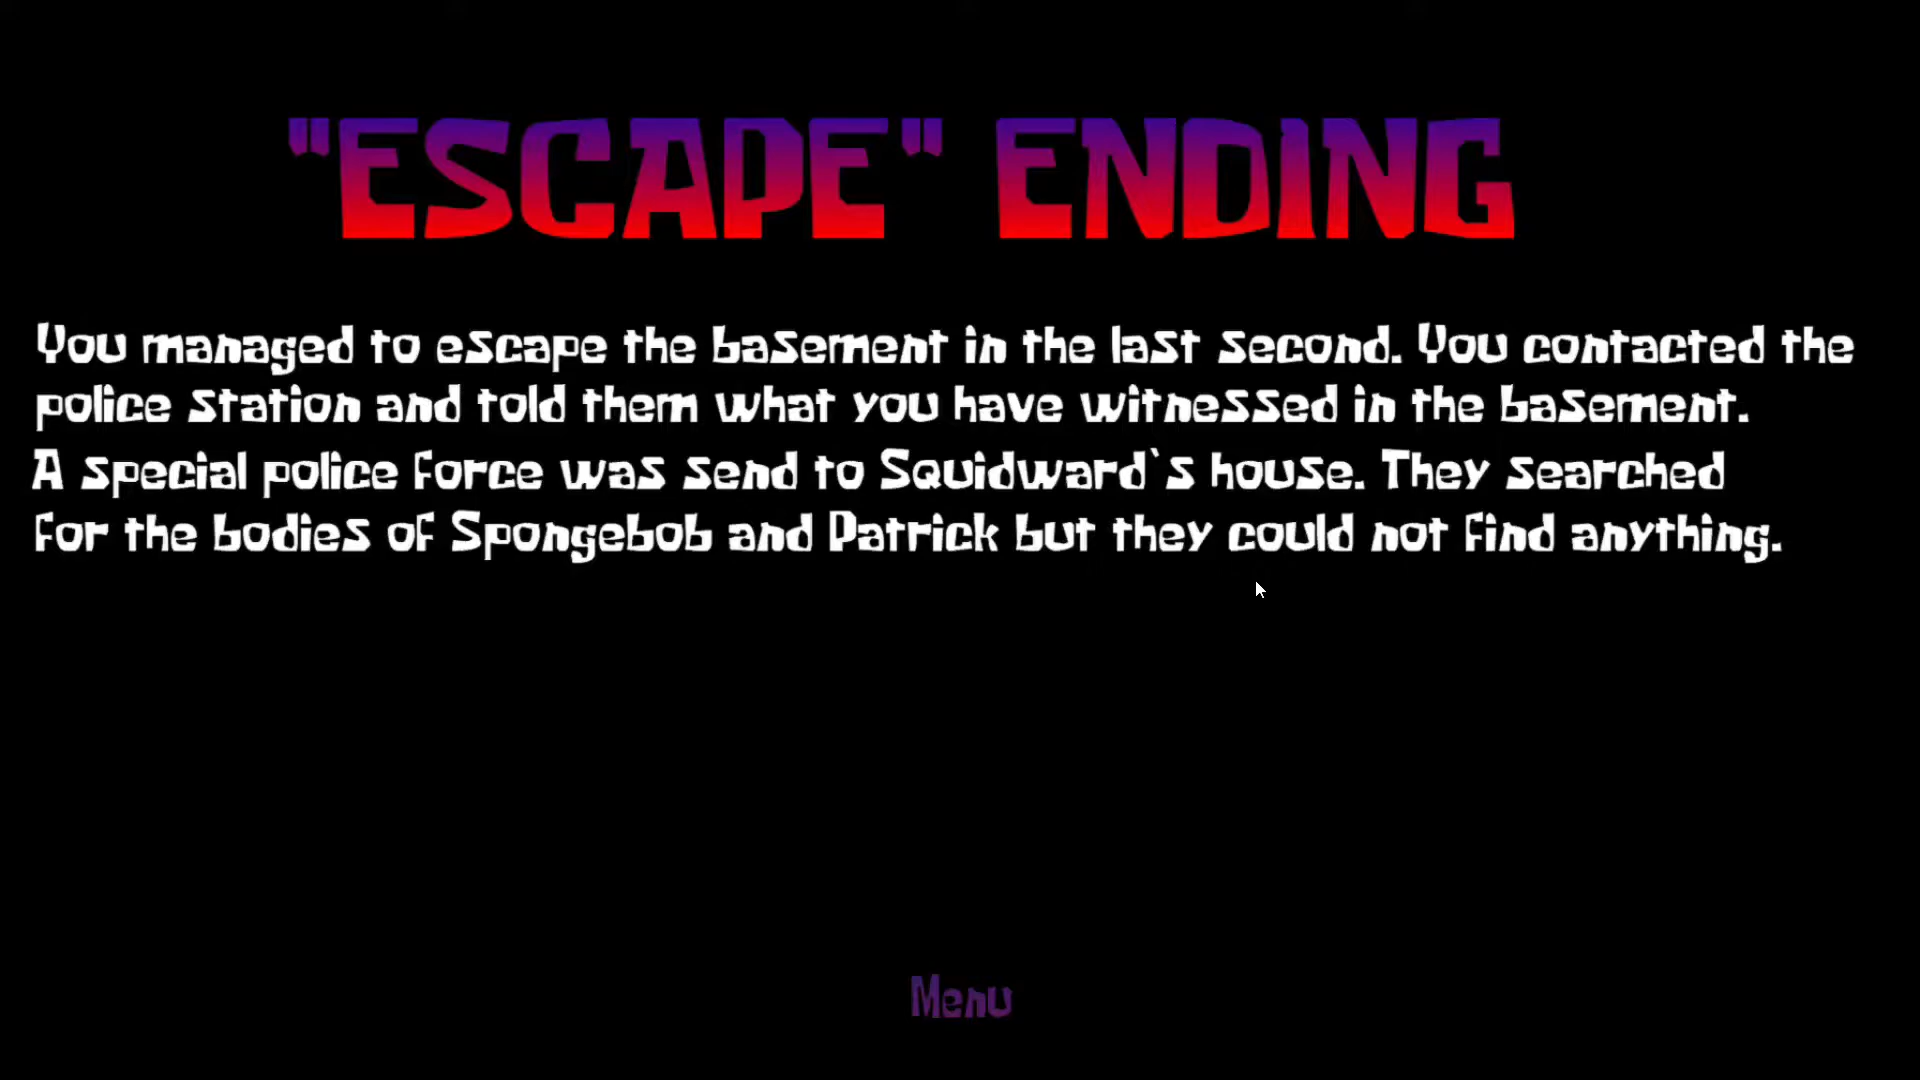 "ESCAPE" ENDING
You managed to escape the basement in the last second. You contacted the
police station and told them what you have witnessed in the basement.
A special police force was send to Squidward`s house. They searched
for the bodies of Spongebob and Patrick but they could not find anything.
Menu